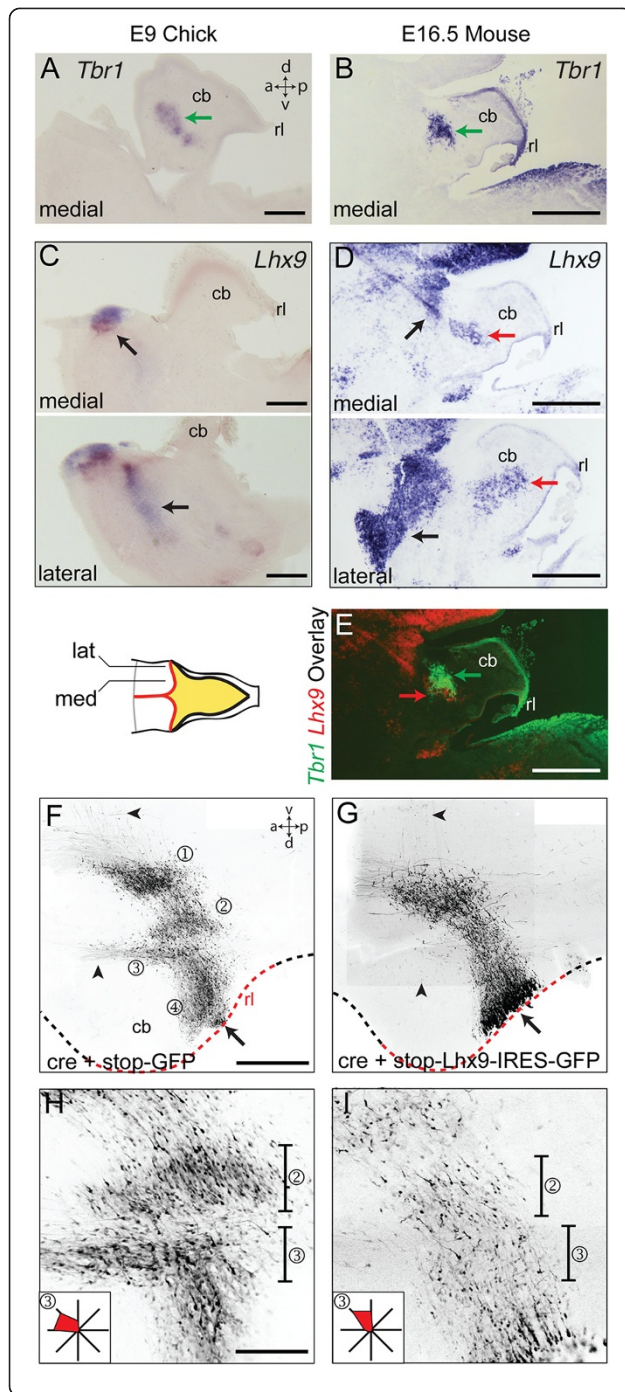 E9 Chick
E16.5 Mouse
A
Tbr1
d
a p
v
cb
rl
medial
B
Tbr1
cb
rl
medial
C
Lhx9
cb
rl
medial
cb
lateral
D
Lhx9
cb
rl
medial
cb
rl
lateral
lat
med
E
cb
rl
Tbr1 Lhx9 Overlay
F
v
a p
d
①
②
③
④
rl
cb
cre + stop-GFP
G
cre + stop-Lhx9-IRES-GFP
H
②
③
③
I
②
③
③